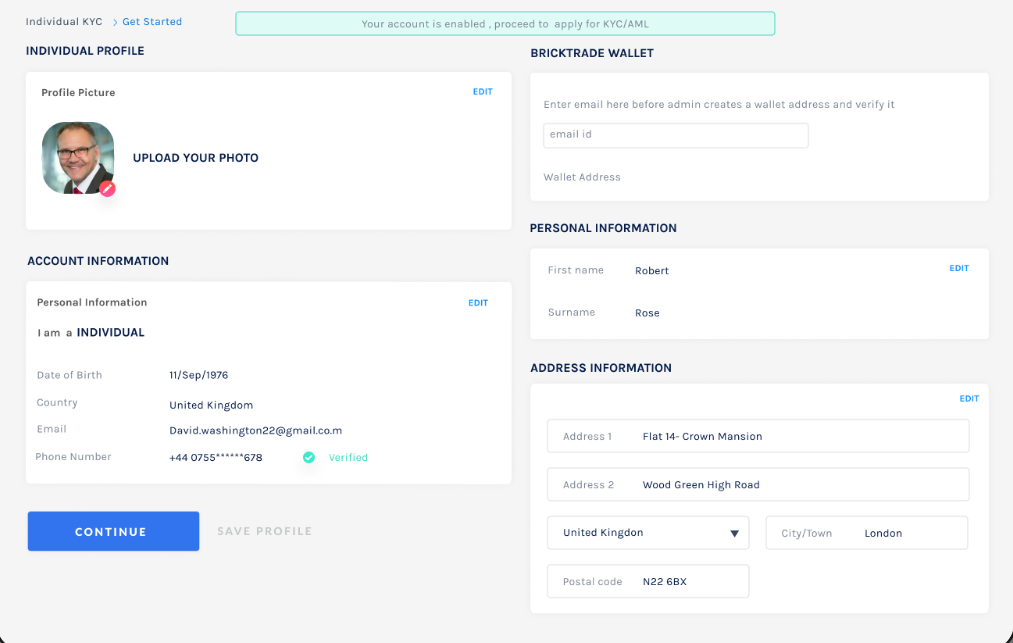 Individual KYC > Get Started
Your account is enabled , proceed to apply for KYC/AML
INDIVIDUAL PROFILE
Profile Picture
EDIT
UPLOAD YOUR PHOTO
ACCOUNT INFORMATION
Personal Information
EDIT
I am a INDIVIDUAL
Date of Birth 11/Sep/1976
Country United Kingdom
Email David.washington22@gmail.co.m
Phone Number +44 0755******678 Verified
CONTINUE
SAVE PROFILE
BRICKTRADE WALLET
Enter email here before admin creates a wallet address and verify it
email id
Wallet Address
PERSONAL INFORMATION
First name Robert
EDIT
Surname Rose
ADDRESS INFORMATION
EDIT
Address 1 Flat 14- Crown Mansion
Address 2 Wood Green High Road
United Kingdon
City/Town London
Postal code N22 6BX